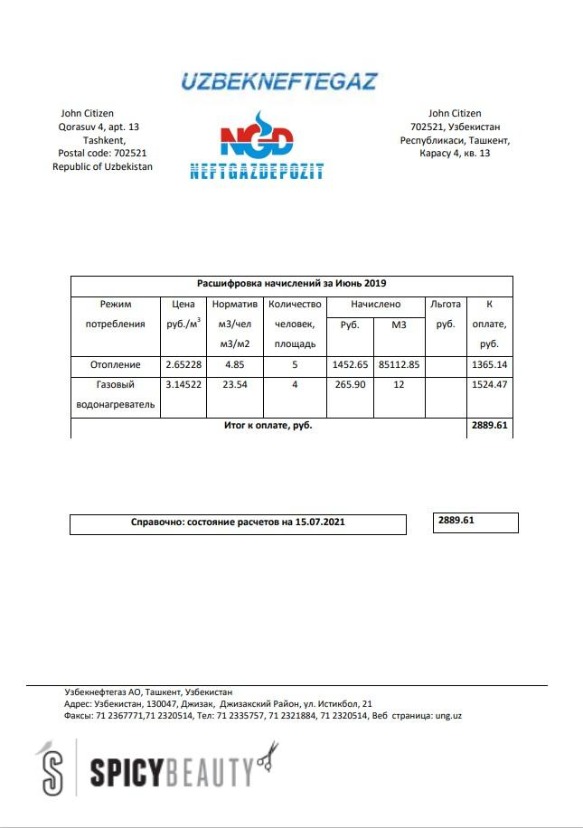 UZBEKNEFTEGAZ
John Citizen
Qorasuv 4, apt. 13
Tashkent,
Postal code: 702521
Republic of Uzbekistan
NGD
NEFTGAZDEPOZIT
John Citizen
702521, Узбекистан
Республикаси, Ташкент,
Карасу 4, кв. 13
Расшифровка начислений за Июнь 2019
Режим потребления Цена руб./м³ Норматив м3/чел м3/м2 Количество человек, площадь Начислено Льгота руб. К оплате, руб.
Руб. М3
Отопление 2.65228 4.85 5 1452.65 85112.85 1365.14
Газовый водонагреватель 3.14522 23.54 4 265.90 12 1524.47
Итог к оплате, руб. 2889.61
Справочно: состояние расчетов на 15.07.2021 2889.61
Узбекнефтегаз АО, Ташкент, Узбекистан
Адрес: Узбекистан, 130047, Джизак, Джизакский Район, ул. Истикбол, 21
Факсы: 71 2367771,71 2320514, Тел: 71 2335757, 71 2321884, 71 2320514, Веб страница: ung.uz
S SPICYBEAUTY